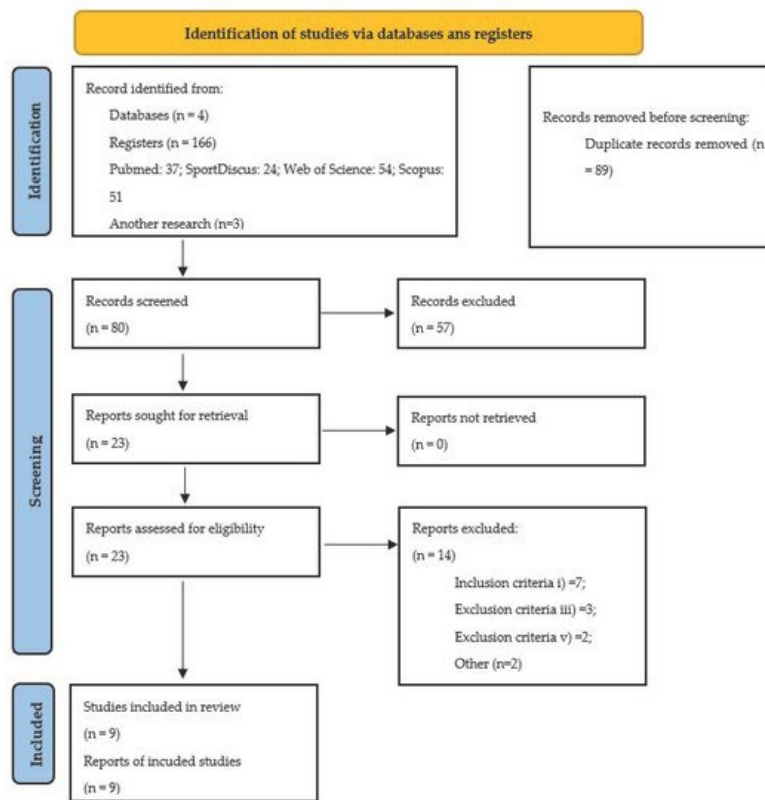 Identification of studies via databases ans registers
Identification
Record identified from:
Databases (n = 4)
Registers (n = 166)
Pubmed: 37; SportDiscus: 24; Web of Science: 54; Scopus:
51
Another research (n=3)
Records removed before screening:
Duplicate records removed (n
= 89)
Screening
Records screened
(n = 80)
Records excluded
(n = 57)
Reports sought for retrieval
(n = 23)
Reports not retrieved
(n = 0)
Reports assessed for eligibility
(n = 23)
Reports excluded:
(n = 14)
Inclusion criteria i) =7;
Exclusion criteria iii) =3;
Exclusion criteria v) =2;
Other (n=2)
Included
Studies included in review
(n = 9)
Reports of incuded studies
(n = 9)